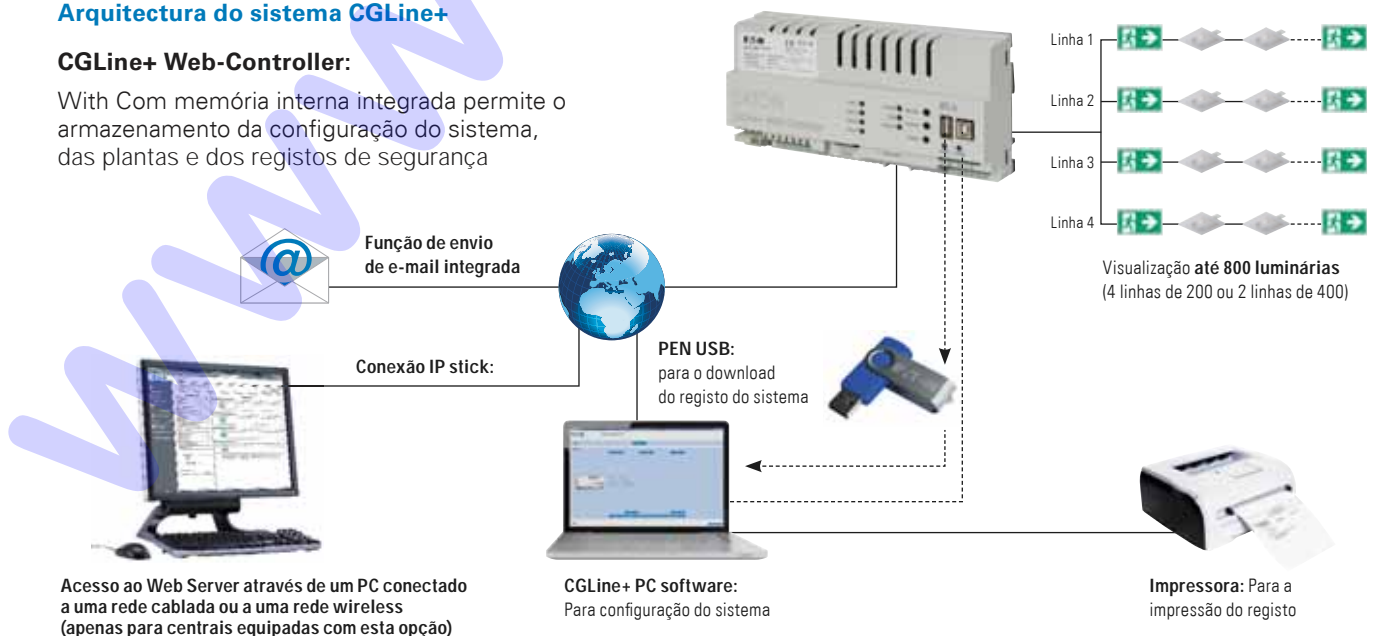 Arquitectura do sistema CGLine+
CGLine+ Web-Controller:
With Com memória interna integrada permite o
armazenamento da configuração do sistema,
das plantas e dos registos de segurança
Linha 1
Linha 2
Linha 3
Linha 4
Visualização até 800 luminárias
(4 linhas de 200 ou 2 linhas de 400)
@
Função de envio
de e-mail integrada
Conexão IP stick:
PEN USB:
para o download
do registo do sistema
Acesso ao Web Server através de um PC conectado
a uma rede cablada ou a uma rede wireless
(apenas para centrais equipadas com esta opção)
CGLine+ PC software:
Para configuração do sistema
Impressora: Para a
impressão do registo
www